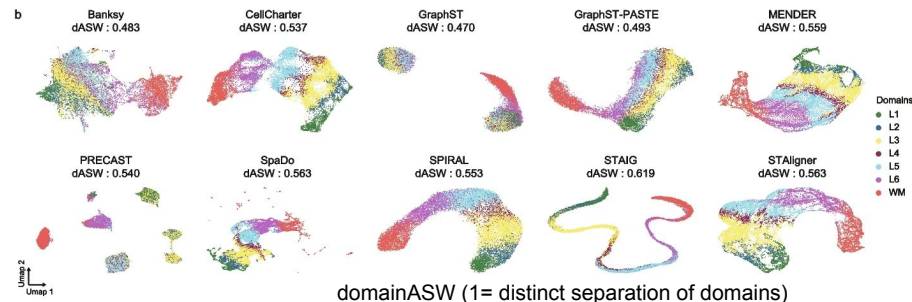 b
Banksy
dASW : 0.483
CellCharter
dASW : 0.537
GraphST
dASW : 0.470
GraphST-PASTE
dASW : 0.493
MENDER
dASW : 0.559
Domains
L1
L2
L3
L4
L5
L6
WM
PRECAST
dASW : 0.540
SpaDo
dASW : 0.563
SPIRAL
dASW : 0.553
STAIG
dASW : 0.619
STAligner
dASW : 0.563
Umap 2
Umap 1
domainASW (1= distinct separation of domains)